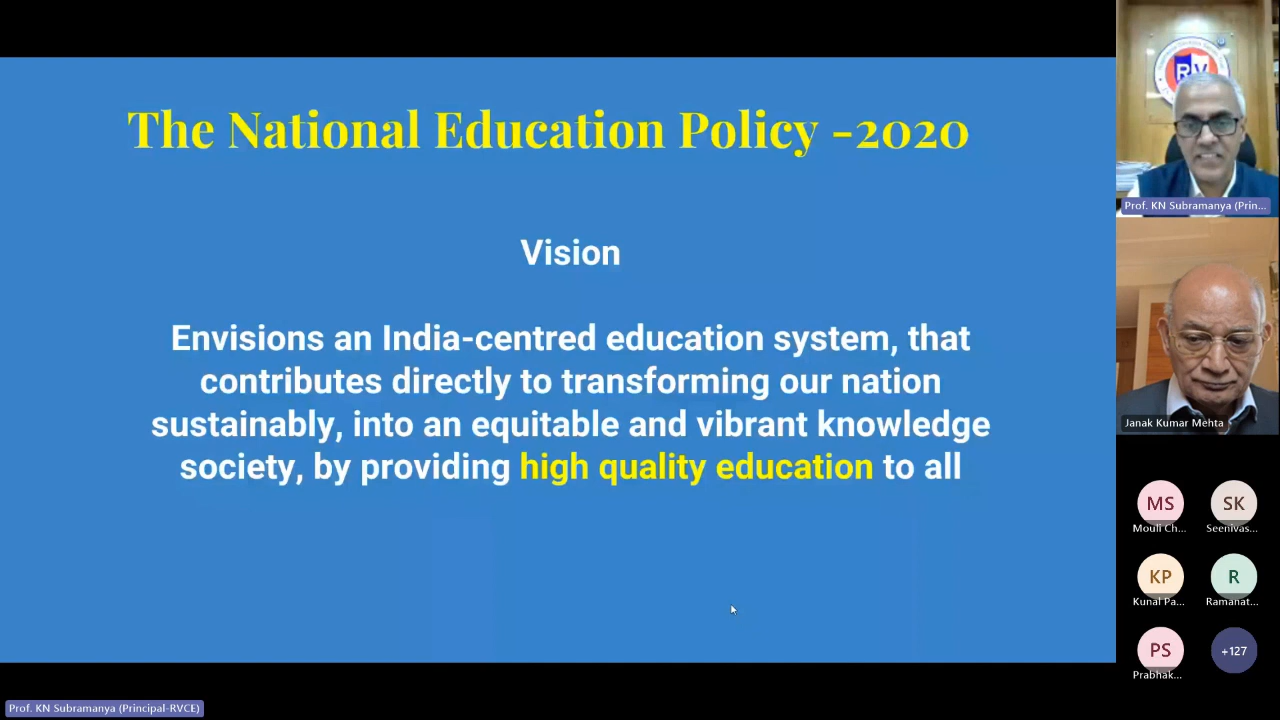 The National Education Policy -2020
Vision
Envisions an India-centred education system, that
contributes directly to transforming our nation
sustainably, into an equitable and vibrant knowledge
society, by providing high quality education to all
RV
Prof. KN Subramanya (Prin...
Janak Kumar Mehta
MS
SK
Mouli Ch...
Seenivas...
KP
R
Kunal Pa...
Ramanat...
PS
+127
Prabhak...
Prof. KN Subramanya (Principal-RVCE)